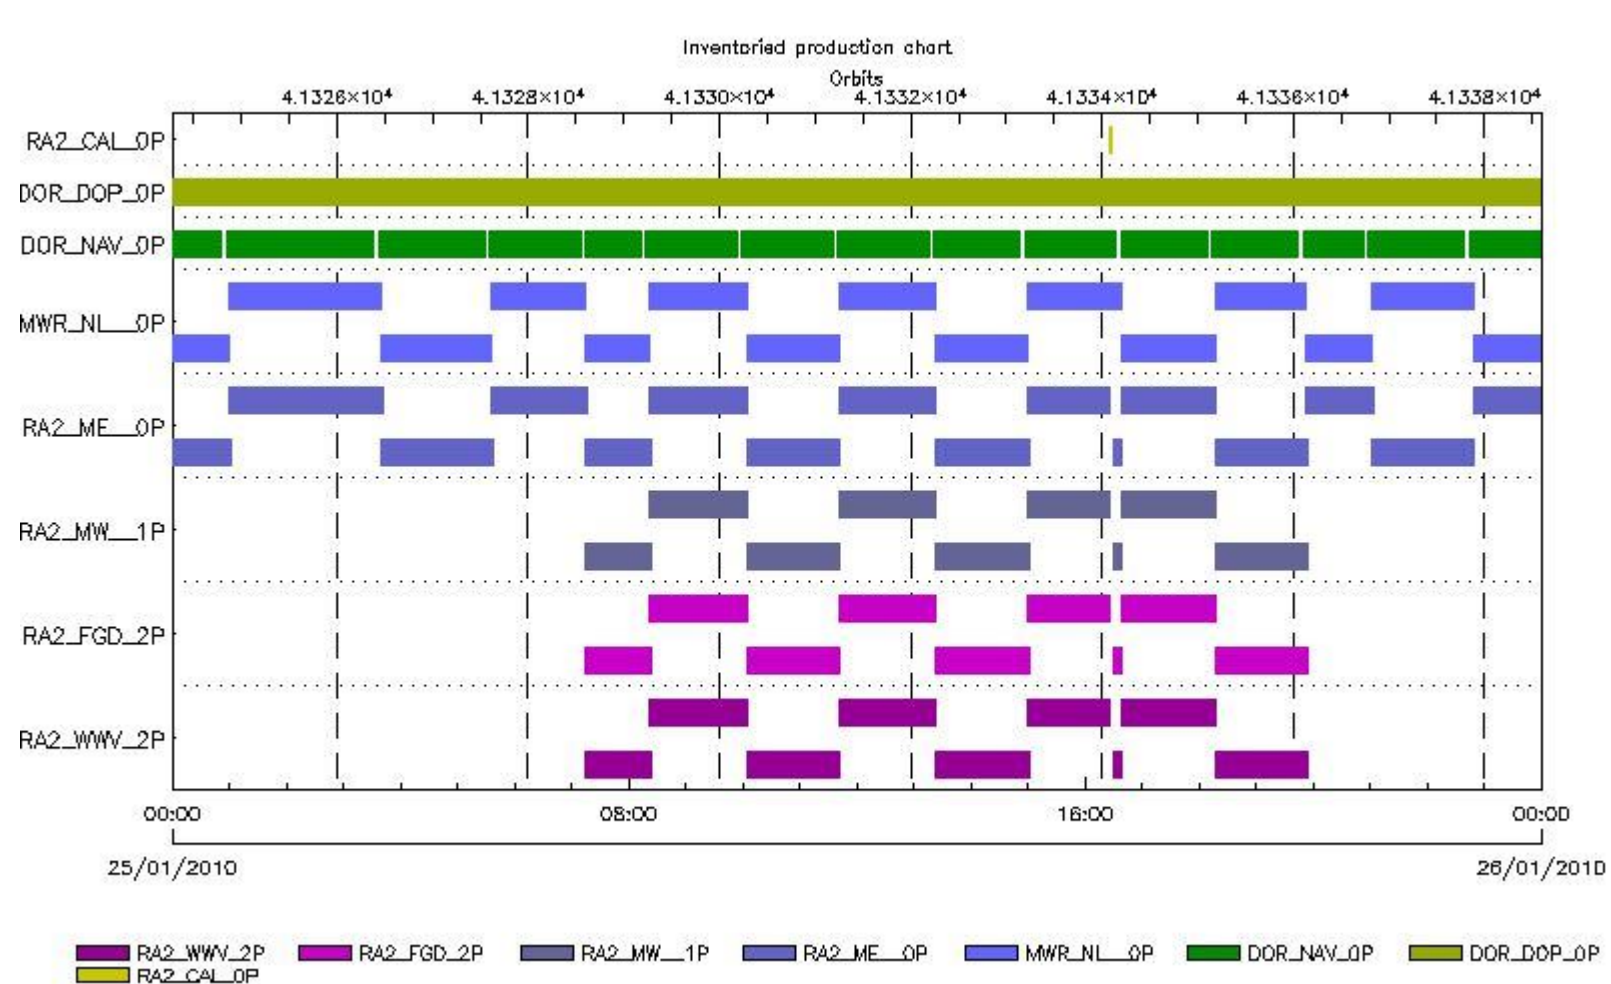 Inventoried production chart
Orbits
4.1326×10⁴ 4.1328×10⁴ 4.1330×10⁴ 4.1332×10⁴ 4.1334×10⁴ 4.1336×10⁴ 4.1338×10⁴
RA2_CAL_0P
DOR_DOP_0P
DOR_NAV_0P
MWR_NL__0P
RA2_ME__0P
RA2_MW__1P
RA2_FGD_2P
RA2_WWV_2P
00:00 08:00 16:00 00:00
25/01/2010 26/01/2010
RA2_WWV_2P RA2_FGD_2P RA2_MW__1P RA2_ME__0P MWR_NL__0P DOR_NAV_0P DOR_DOP_0P
RA2_CAL_0P